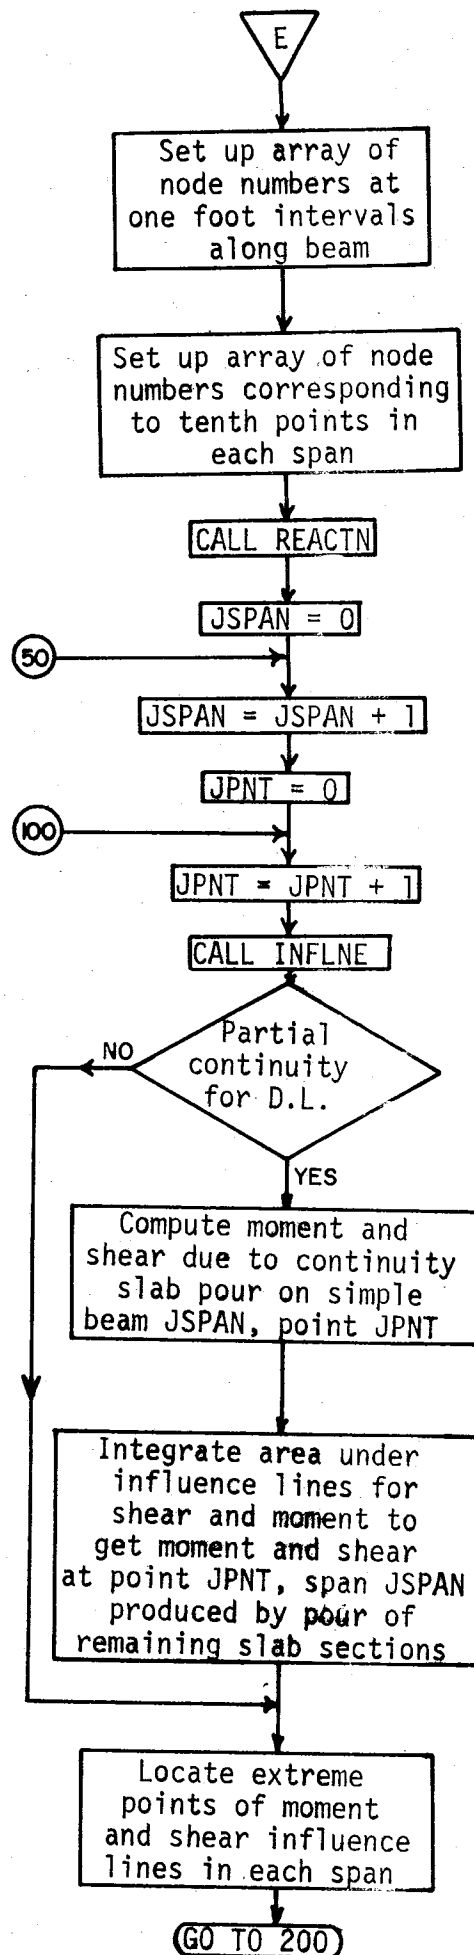 E
Set up array of
node numbers at
one foot intervals
along beam
Set up array of node
numbers corresponding
to tenth points in
each span
CALL REACTN
JSPAN = 0
50
JSPAN = JSPAN + 1
JPNT = 0
100
JPNT = JPNT + 1
CALL INFLNE
Partial
continuity
for D.L.
NO
YES
Compute moment and
shear due to continuity
slab pour on simple
beam JSPAN, point JPNT
Integrate area under
influence lines for
shear and moment to
get moment and shear
at point JPNT, span JSPAN
produced by pour of
remaining slab sections
Locate extreme
points of moment
and shear influence
lines in each span
GO TO 200